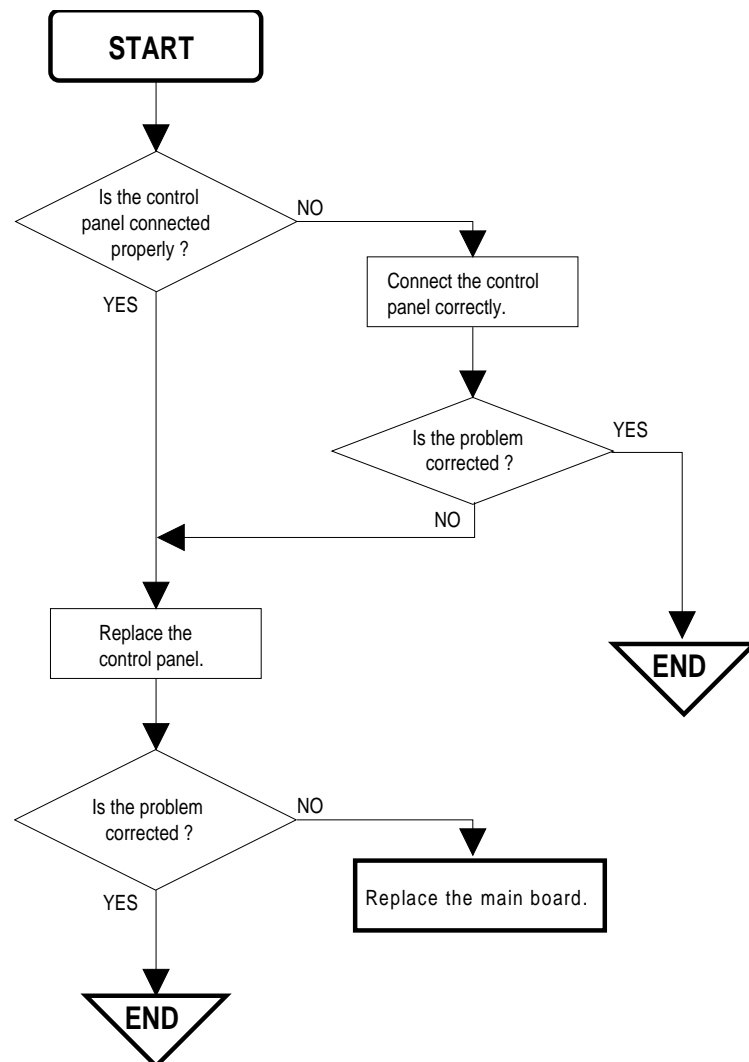 START
Is the control
panel connected
properly ?
NO
YES
Connect the control
panel correctly.
Is the problem
corrected ?
YES
NO
Replace the
control panel.
END
Is the problem
corrected ?
NO
YES
Replace the main board.
END